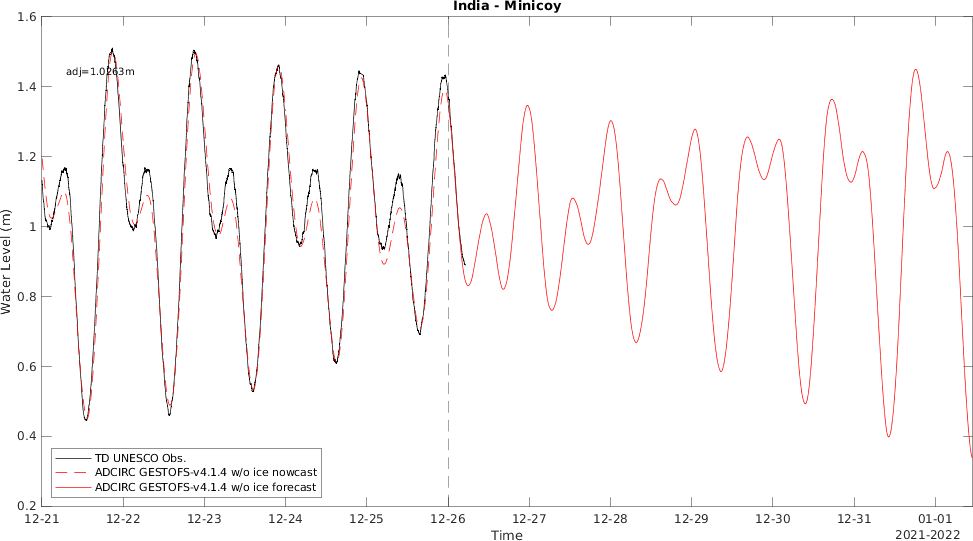 India - Minicoy
1.6
1.4
1.2
1
0.8
0.6
0.4
0.2
Water Level (m)
adj=1.0263m
TD UNESCO Obs.
ADCIRC GESTOFS-v4.1.4 w/o ice nowcast
ADCIRC GESTOFS-v4.1.4 w/o ice forecast
12-21 12-22 12-23 12-24 12-25 12-26 12-27 12-28 12-29 12-30 12-31 01-01
Time
2021-2022